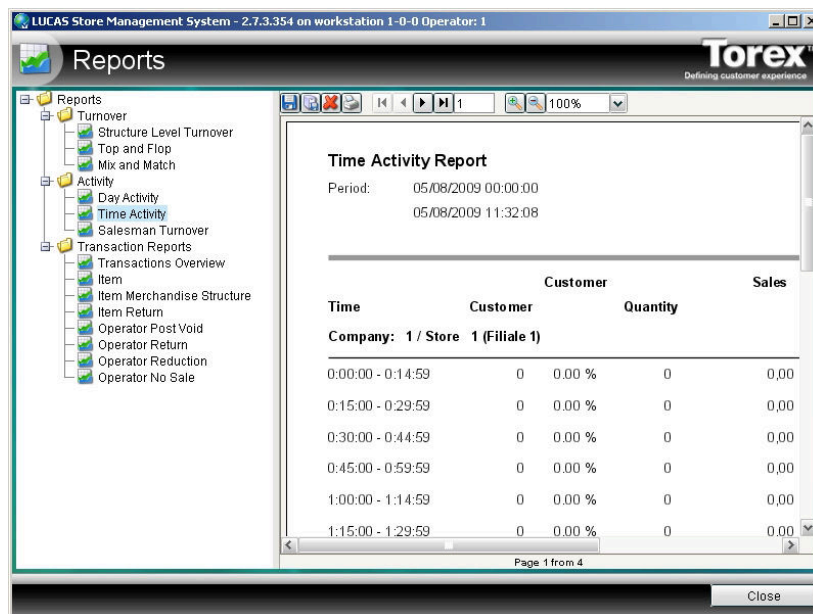 LUCAS Store Management System - 2.7.3.354 on workstation 1-0-0 Operator: 1
Reports
Torex
Defining customer experience
Reports
Turnover
Structure Level Turnover
Top and Flop
Mix and Match
Activity
Day Activity
Time Activity
Salesman Turnover
Transaction Reports
Transactions Overview
Item
Item Merchandise Structure
Item Return
Operator Post Void
Operator Return
Operator Reduction
Operator No Sale
1 100%
Time Activity Report
Period: 05/08/2009 00:00:00
05/08/2009 11:32:08
Customer Sales
Time Customer Quantity
Company: 1 / Store 1 (Filiale 1)
0:00:00 - 0:14:59 0 0.00 % 0 0,00
0:15:00 - 0:29:59 0 0.00 % 0 0,00
0:30:00 - 0:44:59 0 0.00 % 0 0,00
0:45:00 - 0:59:59 0 0.00 % 0 0,00
1:00:00 - 1:14:59 0 0.00 % 0 0,00
1:15:00 - 1:29:59 0 0.00 % 0 0,00
Page 1 from 4
Close